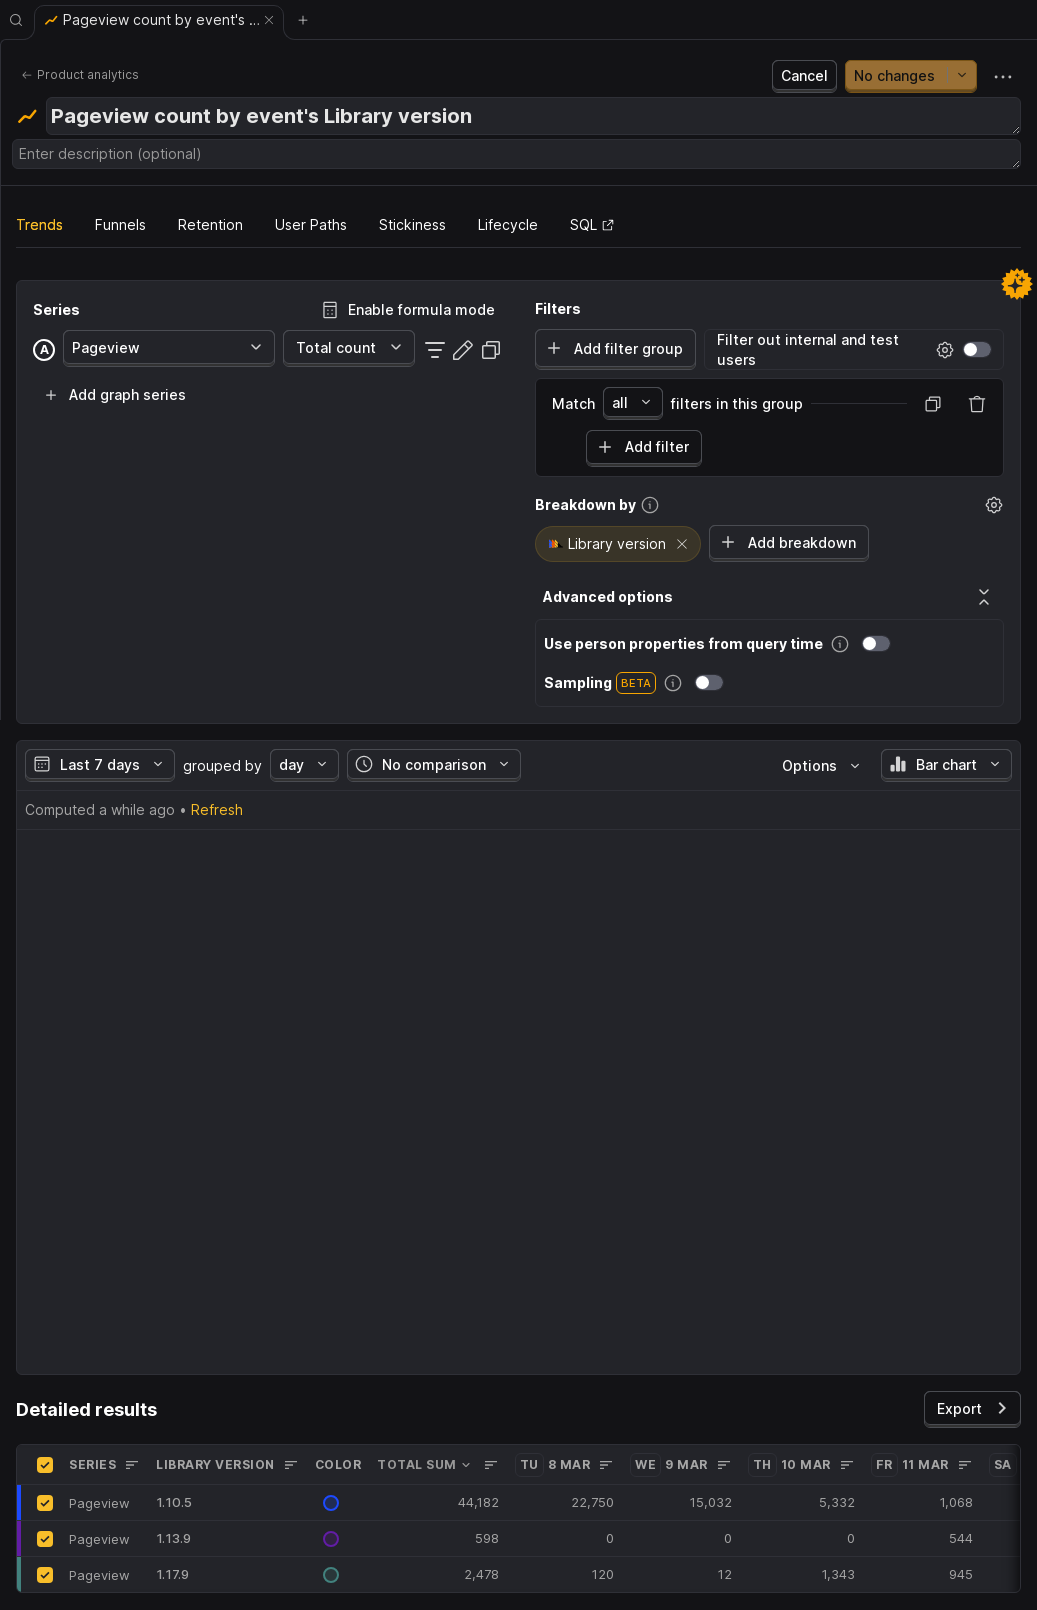 Pageview count by event's ...
Product analytics
Cancel
No changes
Pageview count by event's Library version
Enter description (optional)
Trends
Funnels
Retention
User Paths
Stickiness
Lifecycle
SQL
Series
Enable formula mode
A
Pageview
Total count
Add graph series
Filters
Add filter group
Filter out internal and test
users
Match
all
filters in this group
Add filter
Breakdown by
Library version
Add breakdown
Advanced options
Use person properties from query time
Sampling BETA
Last 7 days
grouped by
day
No comparison
Options
Bar chart
Computed a while ago • Refresh
Detailed results
Export
SERIES LIBRARY VERSION COLOR TOTAL SUM TU 8 MAR WE 9 MAR TH 10 MAR FR 11 MAR SA
Pageview 1.10.5 44,182 22,750 15,032 5,332 1,068
Pageview 1.13.9 598 0 0 0 544
Pageview 1.17.9 2,478 120 12 1,343 945